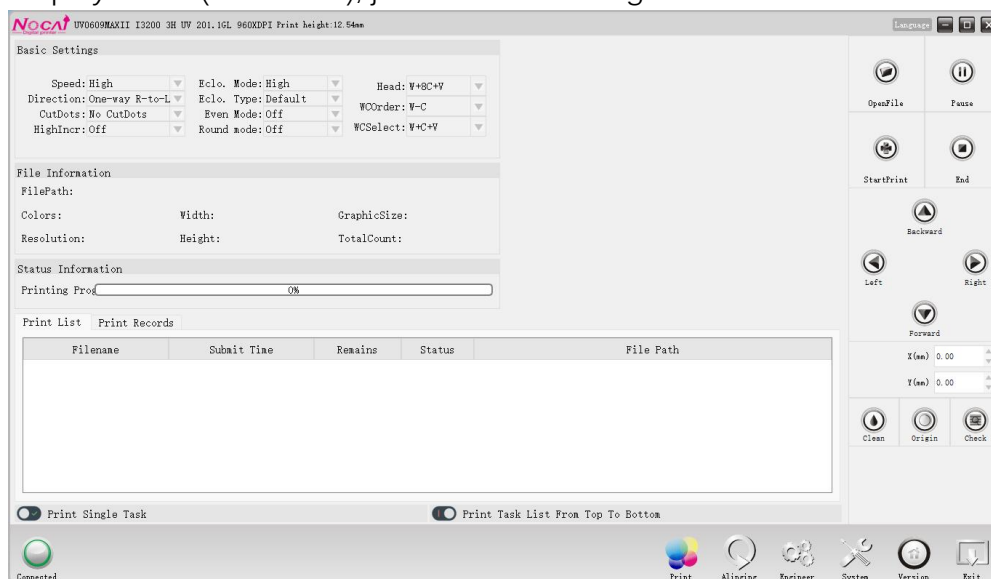 NOCAI
Digital printer
UV0609MAXII I3200 3H UV 201.1GL 960XDPI Print height:12.54mm
Language
Basic Settings
Speed: High
Eclo. Mode: High
Head: W+8C+V
Direction: One-way R-to-L
Eclo. Type: Default
WCOrder: W-C
CutDots: No CutDots
Even Mode: Off
WCSelect: W+C+V
HighIncr: Off
Round mode: Off
OpenFile
Pause
StartPrint
End
File Information
FilePath:
Colors:
Width:
GraphicSize:
Resolution:
Height:
TotalCount:
Backward
Left
Right
Forward
Status Information
Printing Prog
0%
Print List
Print Records
Filename
Submit Time
Remains
Status
File Path
X(mm) 0.00
Y(mm) 0.00
Clean
Origin
Check
Print Single Task
Print Task List From Top To Bottom
Connected
Print
Alinging
Engineer
System
Version
Exit